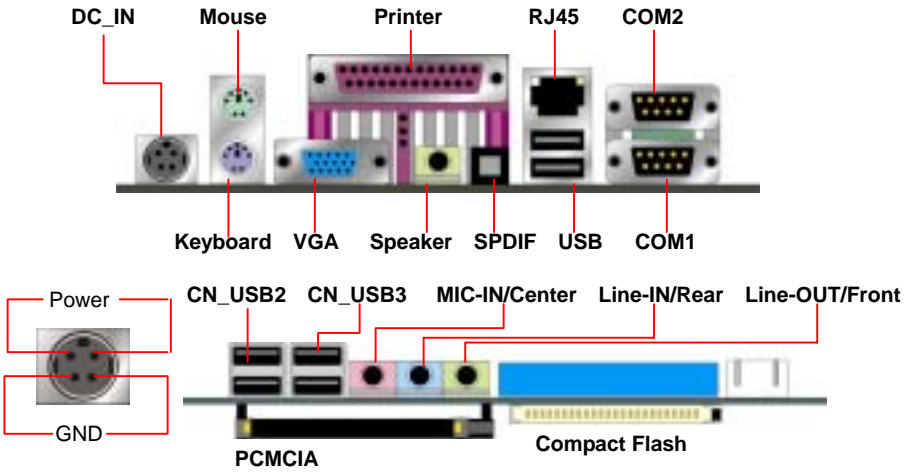 DC_IN Mouse Printer RJ45 COM2
Keyboard VGA Speaker SPDIF USB COM1
Power CN_USB2 CN_USB3 MIC-IN/Center Line-IN/Rear Line-OUT/Front
GND
PCMCIA Compact Flash